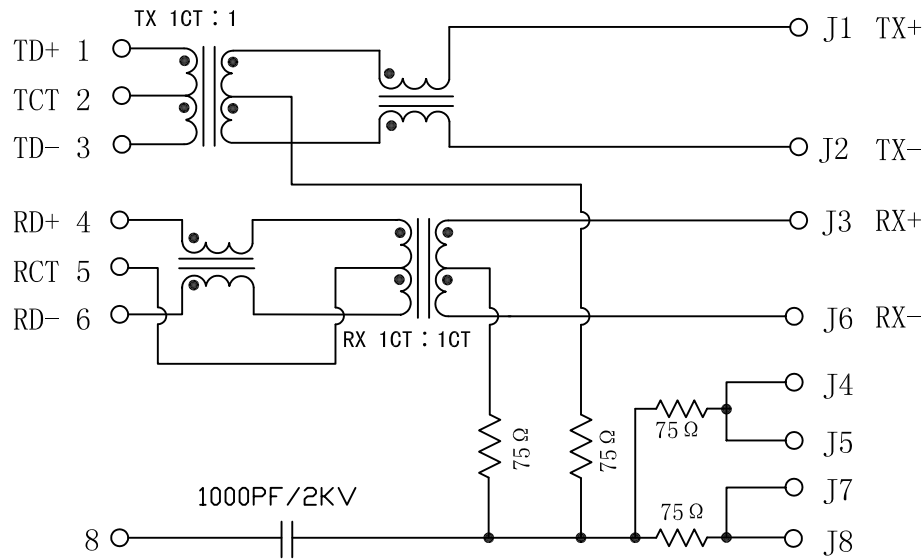 TX 1CT : 1
TD+ 1
TCT 2
TD- 3
J1 TX+
J2 TX-
RD+ 4
RCT 5
RD- 6
RX 1CT : 1CT
J3 RX+
J6 RX-
J4
J5
75Ω
75Ω
75Ω
75Ω
J7
J8
1000PF/2KV
8